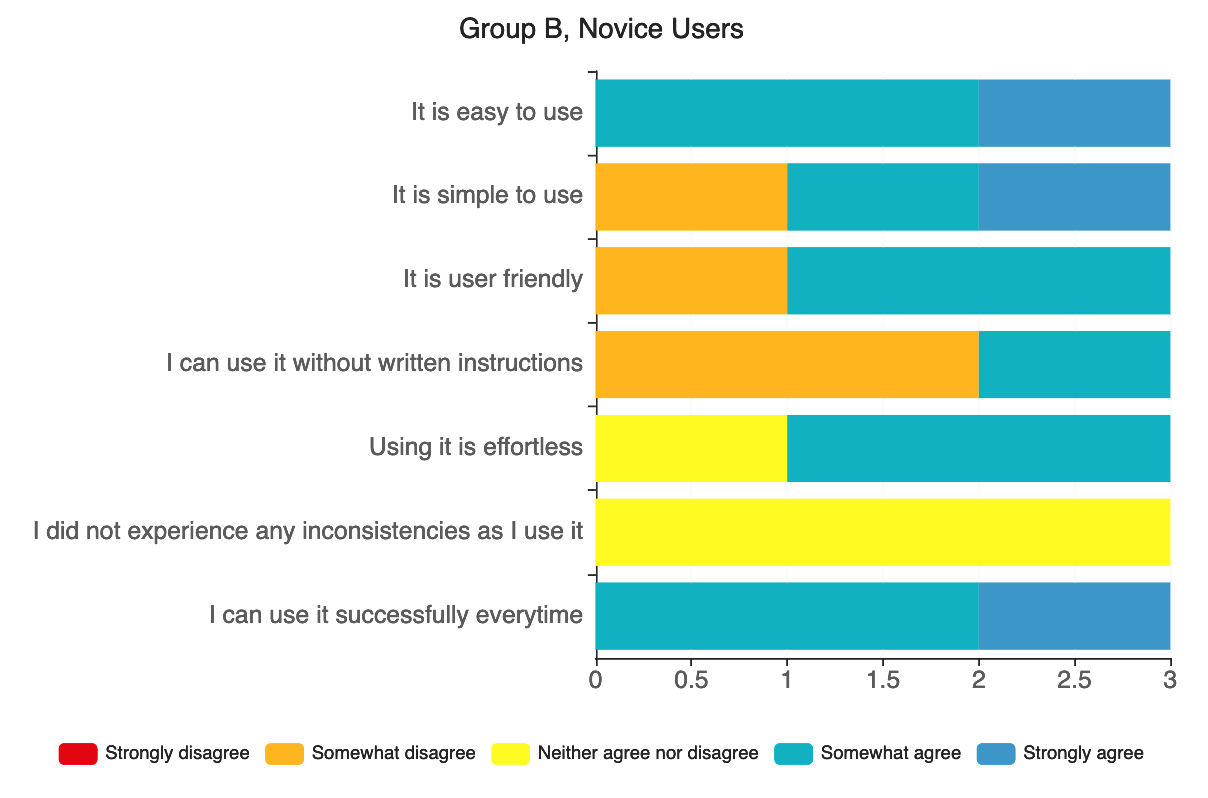 Group B, Novice Users
It is easy to use
It is simple to use
It is user friendly
I can use it without written instructions
Using it is effortless
I did not experience any inconsistencies as I use it
I can use it successfully everytime
0 0.5 1 1.5 2 2.5 3
Strongly disagree Somewhat disagree Neither agree nor disagree Somewhat agree Strongly agree